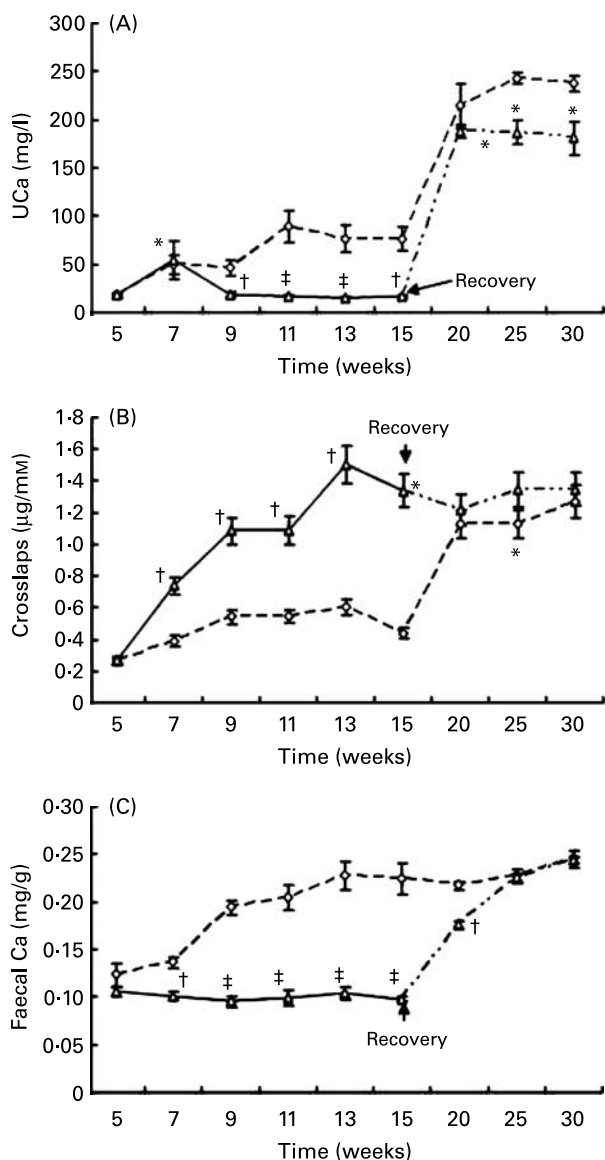 (A)
UCa (mg/l)
300
250
200
150
100
50
0
* † ‡ ‡ † * * *
Recovery
5 7 9 11 13 15 20 25 30
Time (weeks)
(B)
Crosslaps (μg/mM)
1·8
1·6
1·4
1·2
1·0
0·8
0·6
0·4
0·2
0
Recovery
† † † † * *
5 7 9 11 13 15 20 25 30
Time (weeks)
(C)
Faecal Ca (mg/g)
0·30
0·25
0·20
0·15
0·10
0·05
0
† ‡ ‡ ‡ ‡ †
Recovery
5 7 9 11 13 15 20 25 30
Time (weeks)